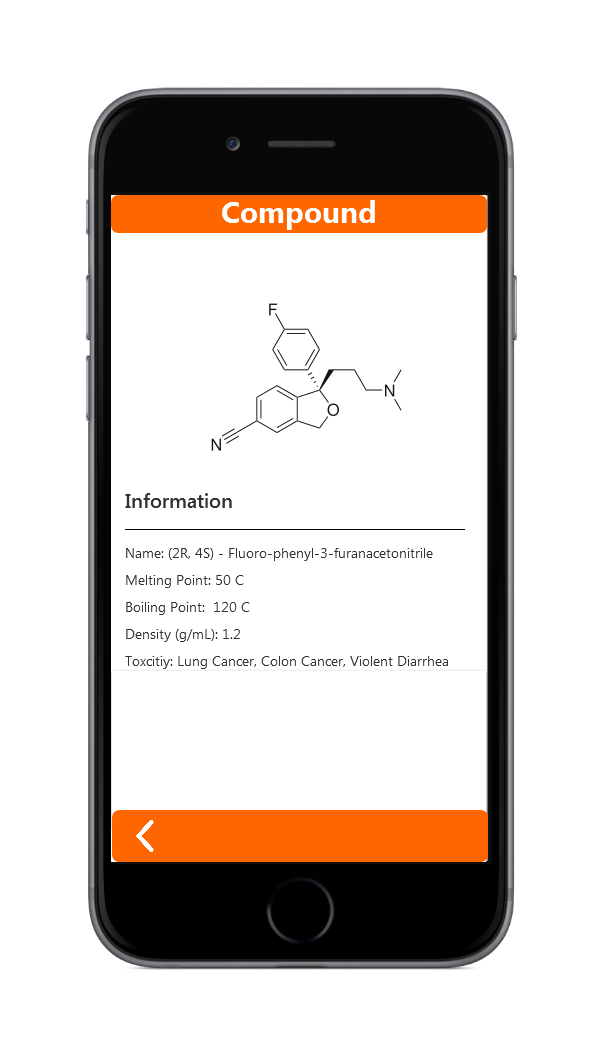 Compound
F
N
O
N
Information
Name: (2R, 4S) - Fluoro-phenyl-3-furanacetonitrile
Melting Point: 50 C
Boiling Point:  120 C
Density (g/mL): 1.2
Toxcitiy: Lung Cancer, Colon Cancer, Violent Diarrhea